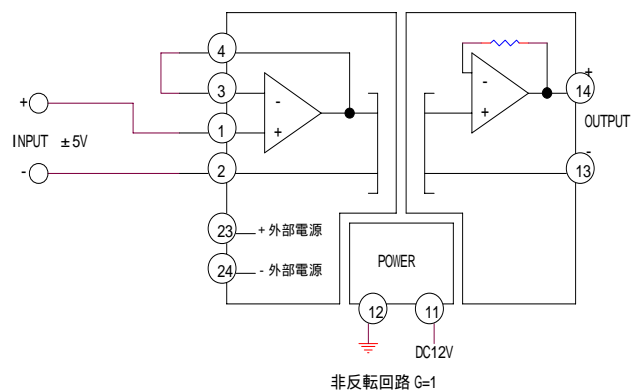 4
3
-
+
1
2
+
INPUT ±5V
-
23
+外部電源
24
-外部電源
-
+
+
14
OUTPUT
-
13
POWER
12
11
DC12V
非反転回路 G=1